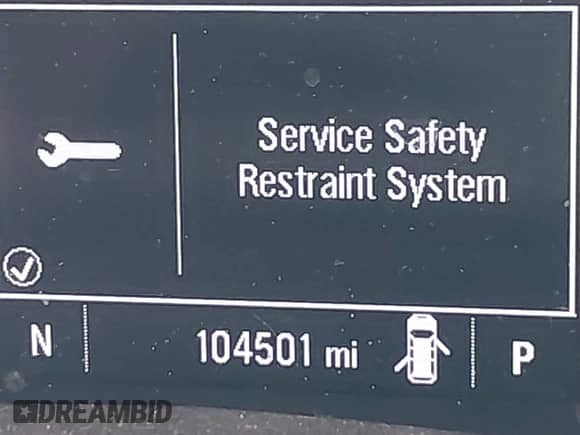 Service Safety
Restraint System
N
104501 mi
P
DREAMBID